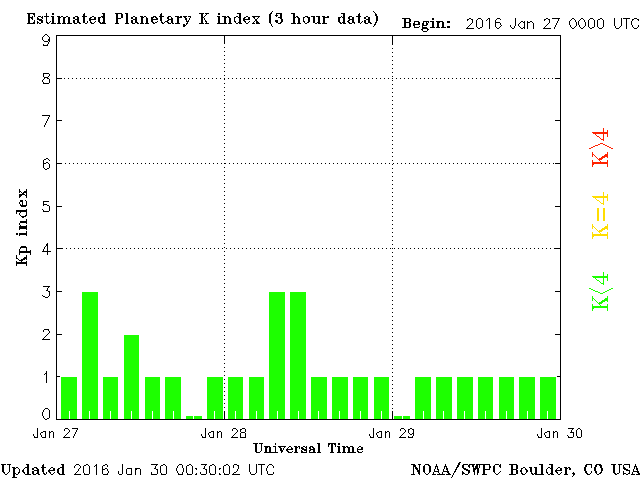 Estimated Planetary K index (3 hour data) Begin: 2016 Jan 27 0000 UTC
9
8
7
6
5
4
3
2
1
0
Kp index
K>4
K=4
K<4
Jan 27 Jan 28 Jan 29 Jan 30
Universal Time
Updated 2016 Jan 30 00:30:02 UTC NOAA/SWPC Boulder, CO USA